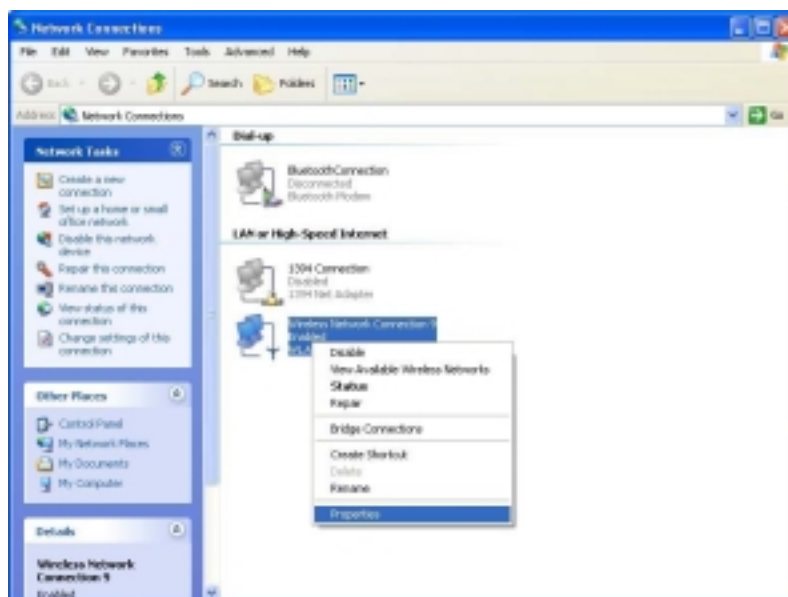 Network Connections
File Edit View Favorites Tools Advanced Help
Back Search Folders
Address Network Connections Go
Network Tasks
Create a new
connection
Set up a home or small
office network
Disable this network
device
Repair this connection
Rename this connection
View status of this
connection
Change settings of this
connection
Other Places
Control Panel
My Network Places
My Documents
My Computer
Details
Wireless Network
Connection 9
Enabled
Dial-up
BluetoothConnection
Disconnected
Bluetooth Modem
LAN or High-Speed Internet
1394 Connection
Disabled
1394 Net Adapter
Wireless Network Connection 9
Enabled
Disable
View Available Wireless Networks
Status
Repair
Bridge Connections
Create Shortcut
Delete
Rename
Properties